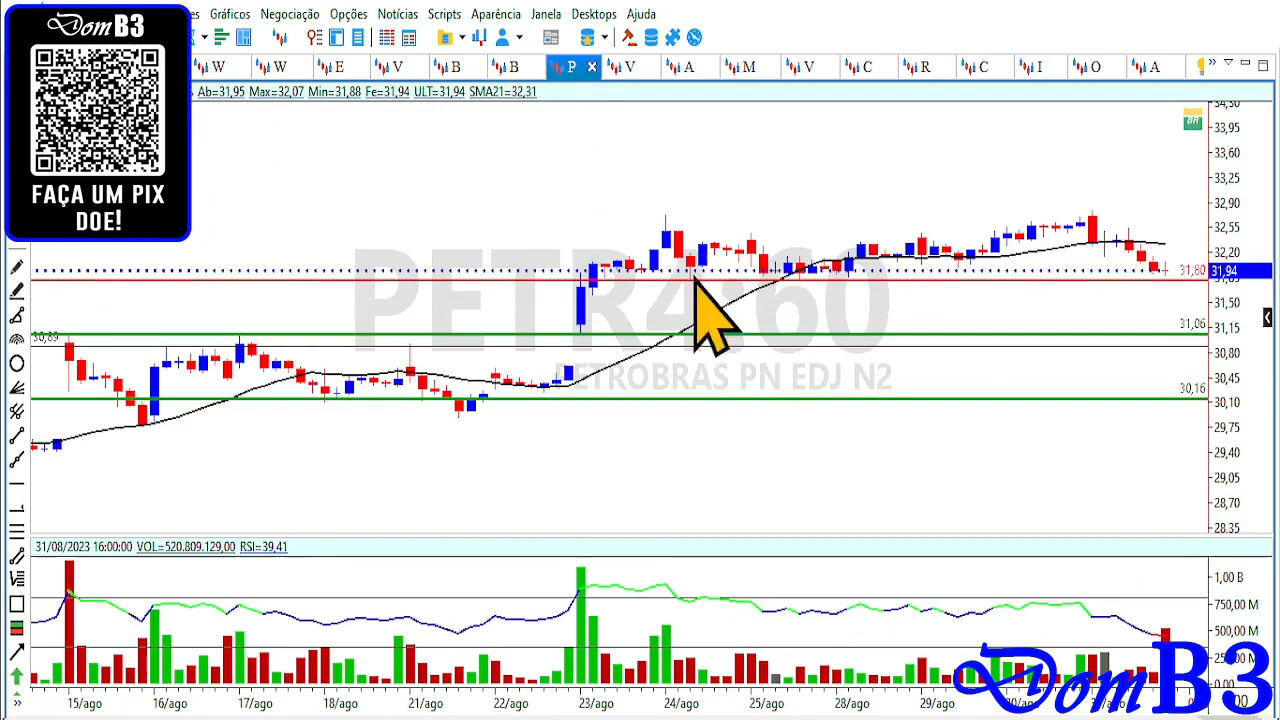 DomB3
FAÇA UM PIX
DOE!
Gráficos Negociação Opções Notícias Scripts Aparência Janela Desktops Ajuda
W W E V B B P V A M V C R C I O A
Ab=31,95 Max=32,07 Min=31,88 Fe=31,94 ULT=31,94 SMA21=32,31
PETR4:60
PETROBRAS PN EDJ N2
34,30
33,95
33,60
33,25
32,90
32,55
32,20
31,80
31,94
31,50
31,06
31,15
30,89
30,80
30,45
30,16
30,10
29,75
29,40
29,05
28,70
28,35
31/08/2023 16:00:00 VOL=520.809.129,00 RSI=39,41
1,00 B
750,00 M
500,00 M
0,00
15/ago 16/ago 17/ago 18/ago 21/ago 22/ago 23/ago 24/ago 25/ago 28/ago 29/ago 30/ago
DomB3